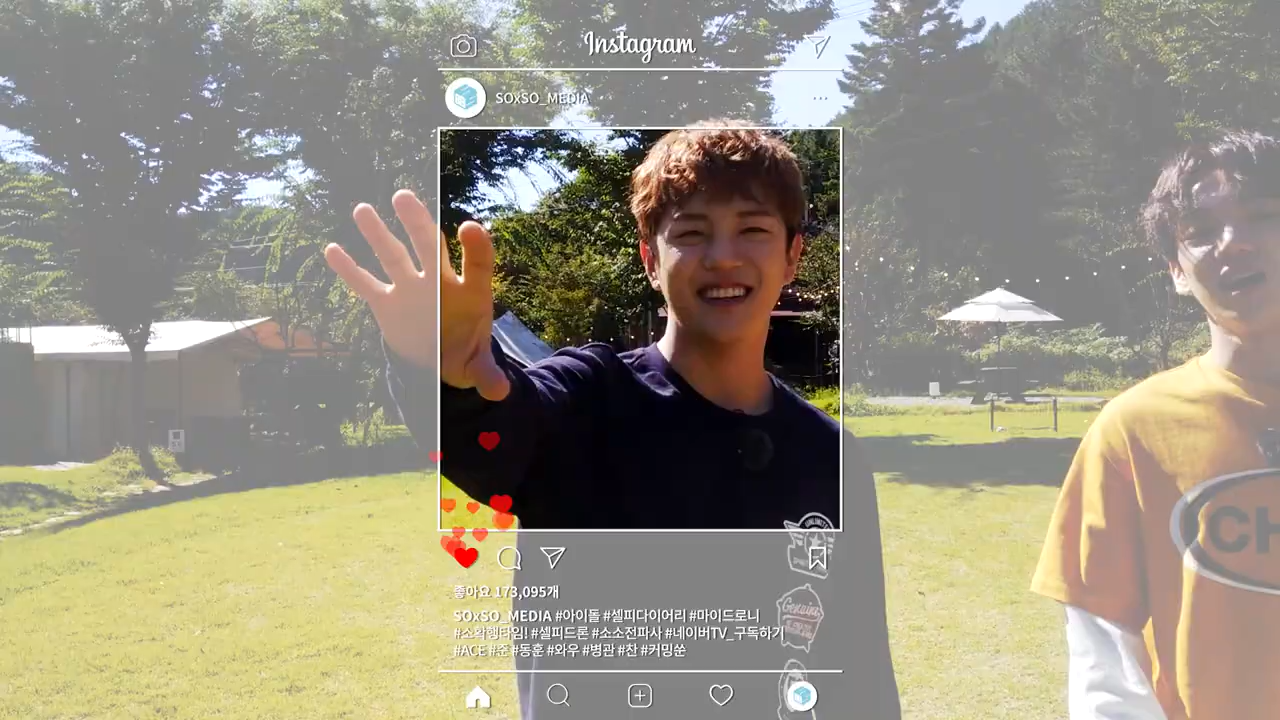 Instagram
SOxSO_MEDIA
좋아요 173,095개
SOxSO_MEDIA #아이돌 #셀피다이어리 #마이드로니
#소확행타임! #셀피드론 #소소전파사 #네이버TV_구독하기
#ACE #준 #동훈 #와우 #병관 #찬 #커밍쑨
CH
Genuine